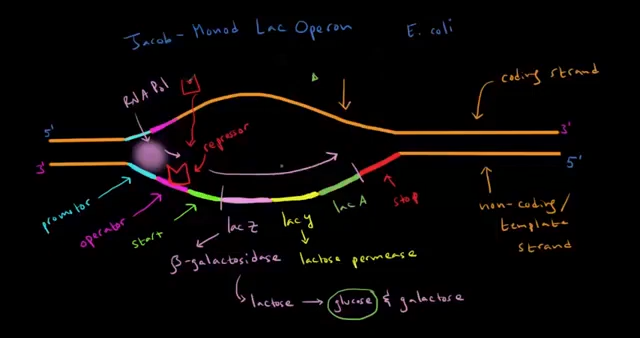 Jacob-Monod Lac Operon E. coli
RNA Pol
coding strand
5'
3'
3'
5'
repressor
promotor
operator
start
lac Z
lac Y
lac A
stop
non-coding/
template
strand
β-galactosidase
lactose permease
lactose → glucose & galactose